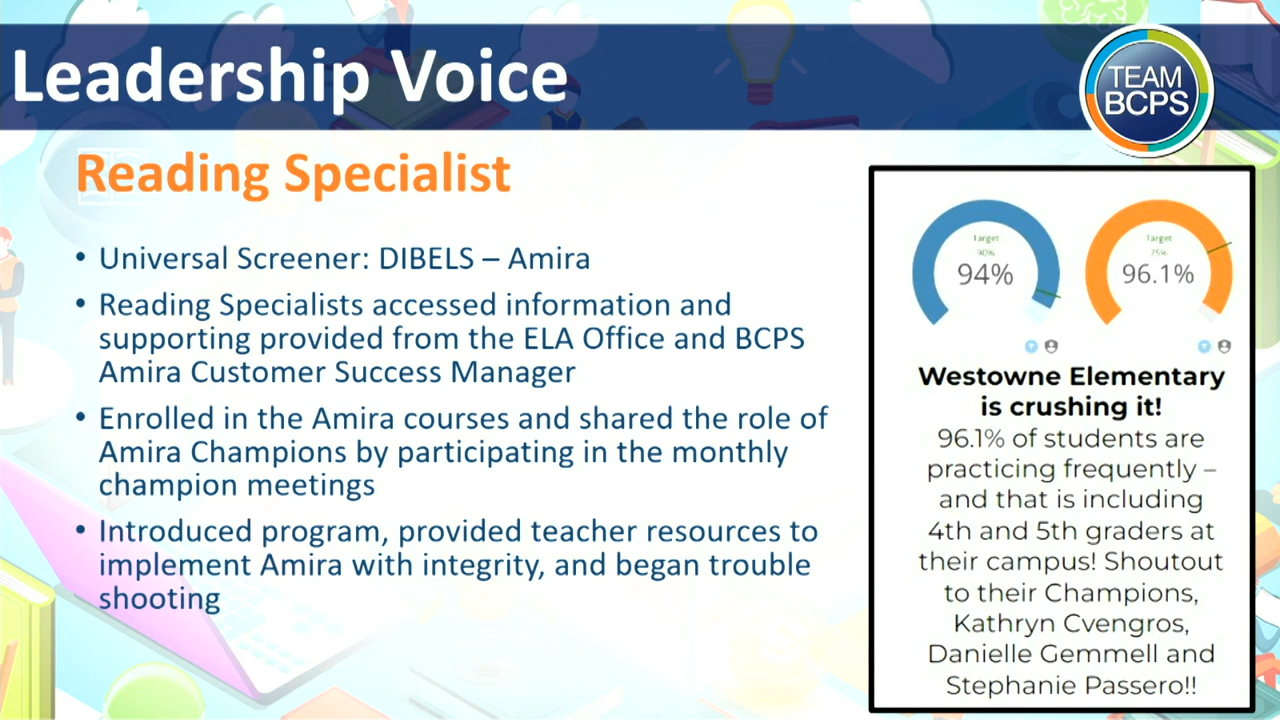 Leadership Voice
TEAM
BCPS
Reading Specialist
• Universal Screener: DIBELS – Amira
• Reading Specialists accessed information and
supporting provided from the ELA Office and BCPS
Amira Customer Success Manager
• Enrolled in the Amira courses and shared the role of
Amira Champions by participating in the monthly
champion meetings
• Introduced program, provided teacher resources to
implement Amira with integrity, and began trouble
shooting
Target
90%
94%
Target
75%
96.1%
Westowne Elementary
is crushing it!
96.1% of students are
practicing frequently –
and that is including
4th and 5th graders at
their campus! Shoutout
to their Champions,
Kathryn Cvengros,
Danielle Gemmell and
Stephanie Passero!!